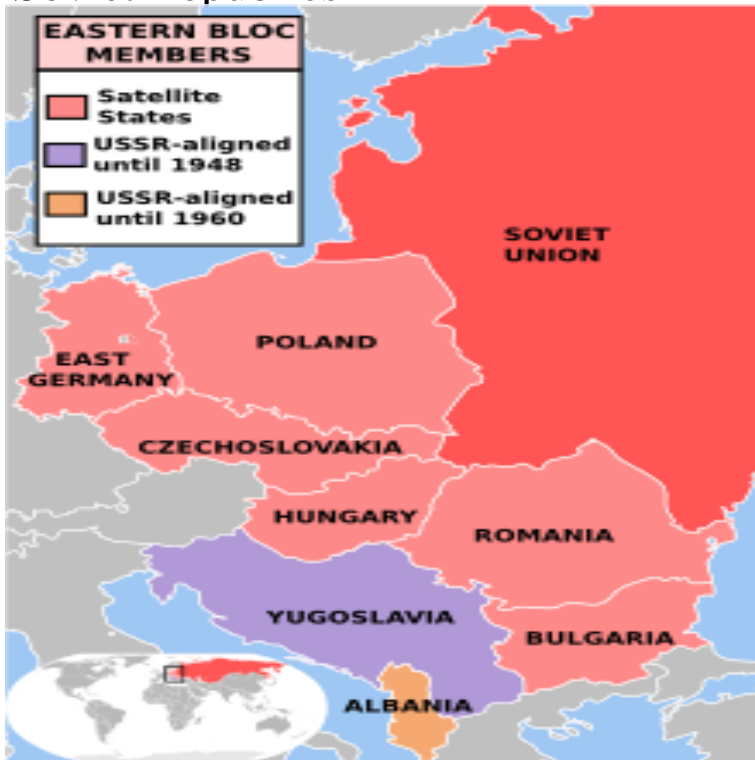 EASTERN BLOC
MEMBERS
Satellite
States
USSR-aligned
until 1948
USSR-aligned
until 1960
SOVIET
UNION
POLAND
EAST
GERMANY
CZECHOSLOVAKIA
HUNGARY
ROMANIA
YUGOSLAVIA
BULGARIA
ALBANIA